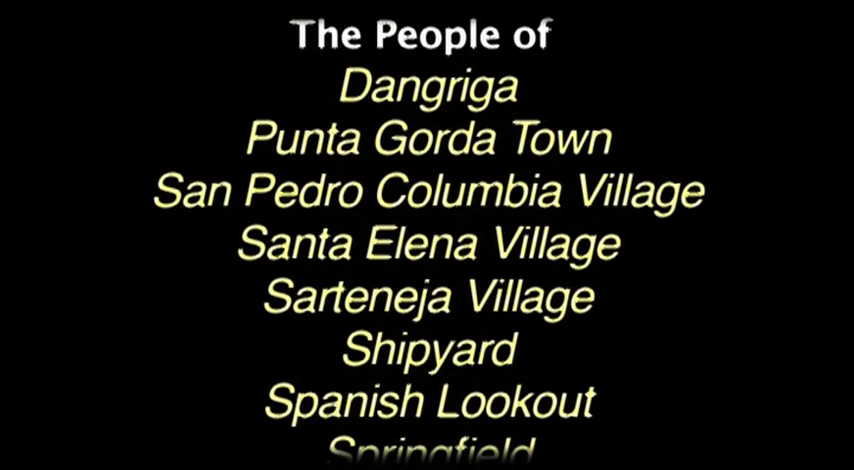 The People of
Dangriga
Punta Gorda Town
San Pedro Columbia Village
Santa Elena Village
Sarteneja Village
Shipyard
Spanish Lookout
Springfield